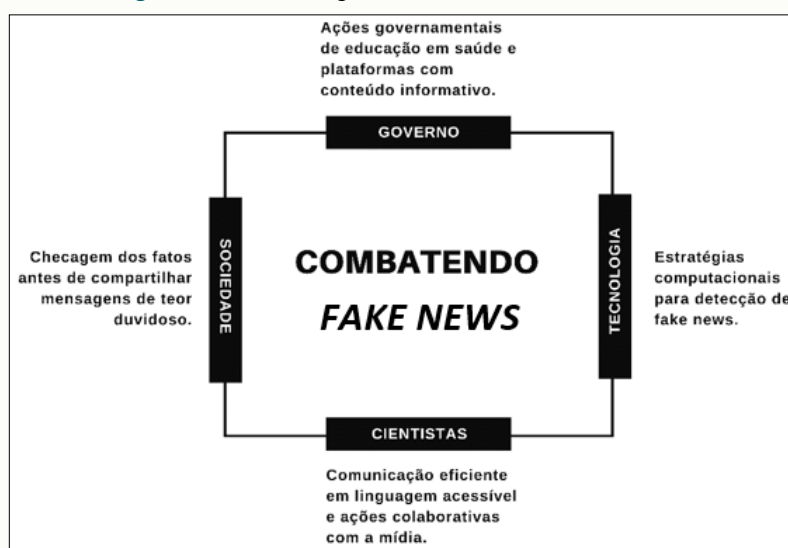 Ações governamentais
de educação em saúde e
plataformas com
conteúdo informativo.
GOVERNO
SOCIEDADE
Checagem dos fatos
antes de compartilhar
mensagens de teor
duvidoso.
COMBATENDO
FAKE NEWS
TECNOLOGIA
Estratégias
computacionais
para detecção de
fake news.
CIENTISTAS
Comunicação eficiente
em linguagem acessível
e ações colaborativas
com a mídia.